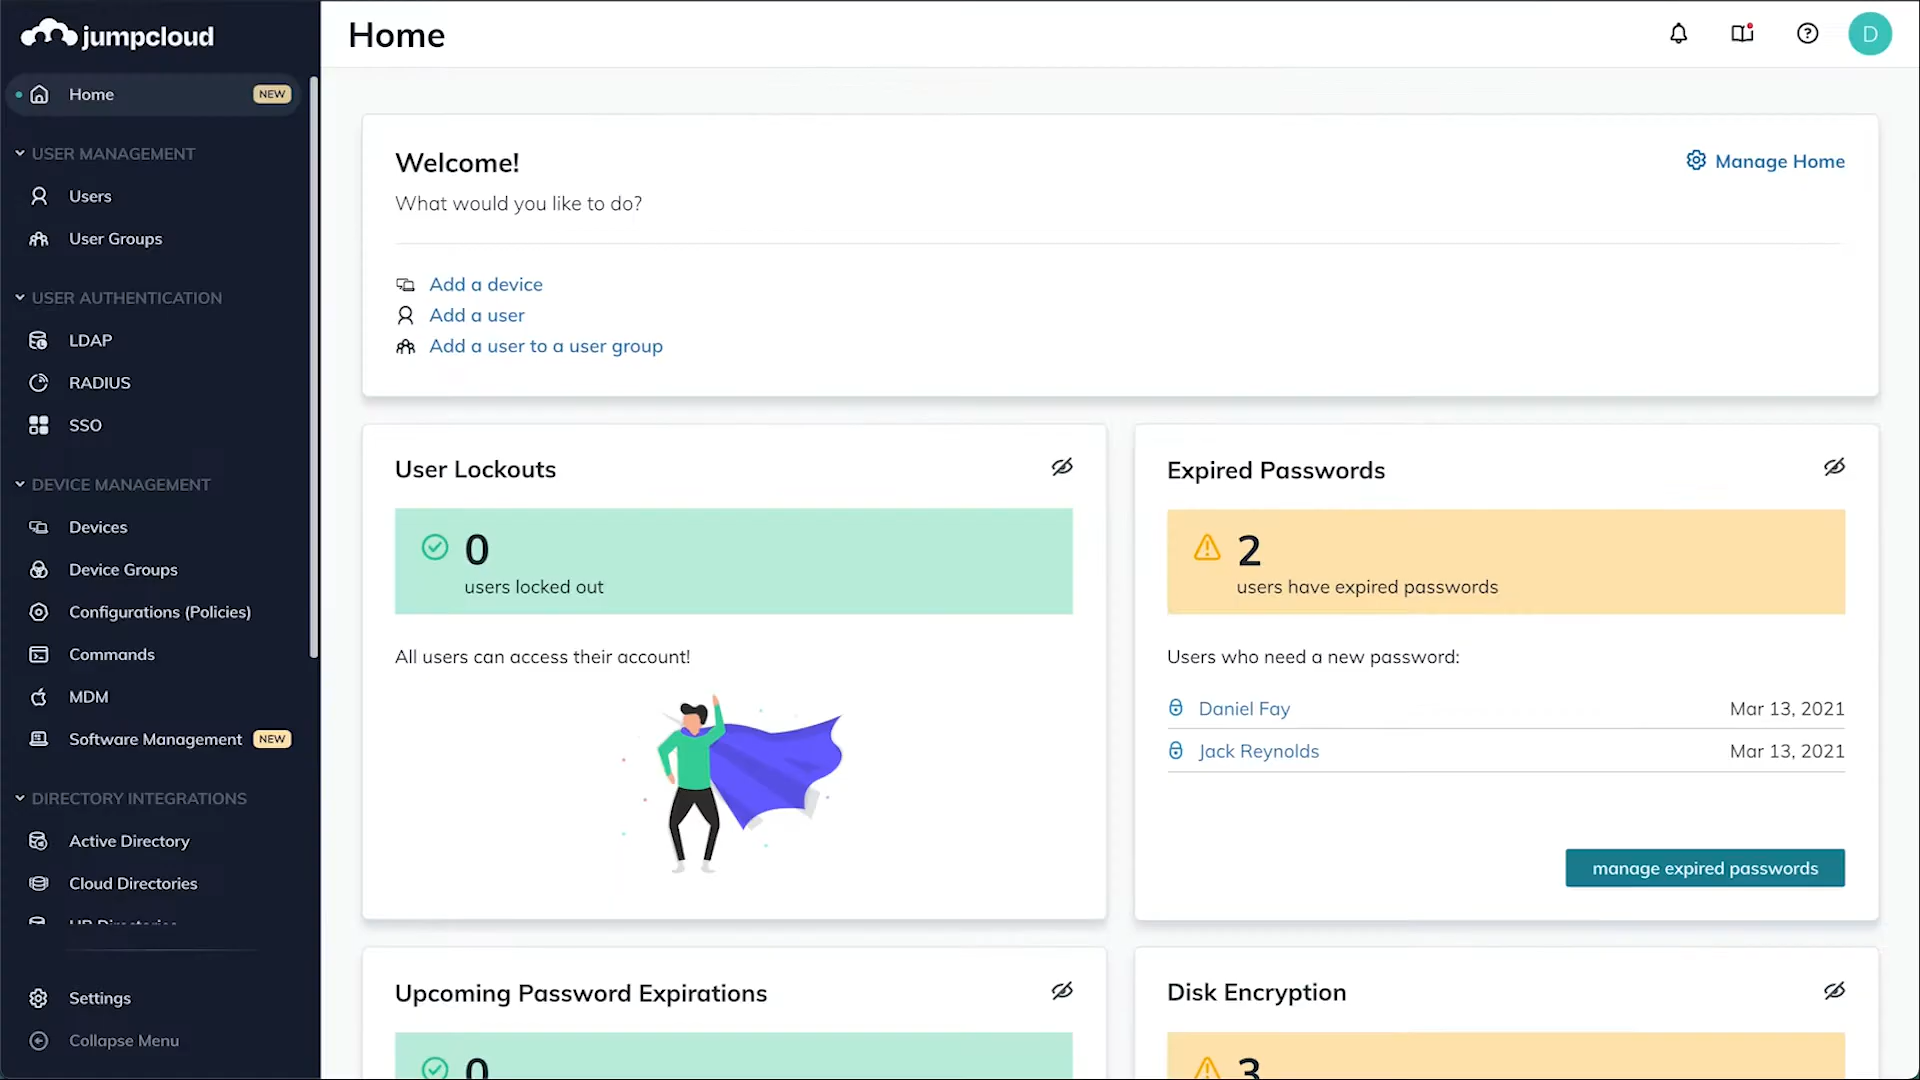 jumpcloud
Home
D
Home
NEW
USER MANAGEMENT
Users
User Groups
USER AUTHENTICATION
LDAP
RADIUS
SSO
DEVICE MANAGEMENT
Devices
Device Groups
Configurations (Policies)
Commands
MDM
Software Management
NEW
DIRECTORY INTEGRATIONS
Active Directory
Cloud Directories
HR Directories
Settings
Collapse Menu
Welcome!
Manage Home
What would you like to do?
Add a device
Add a user
Add a user to a user group
User Lockouts
0
users locked out
All users can access their account!
Expired Passwords
2
users have expired passwords
Users who need a new password:
Daniel Fay Mar 13, 2021
Jack Reynolds Mar 13, 2021
manage expired passwords
Upcoming Password Expirations
0
Disk Encryption
3